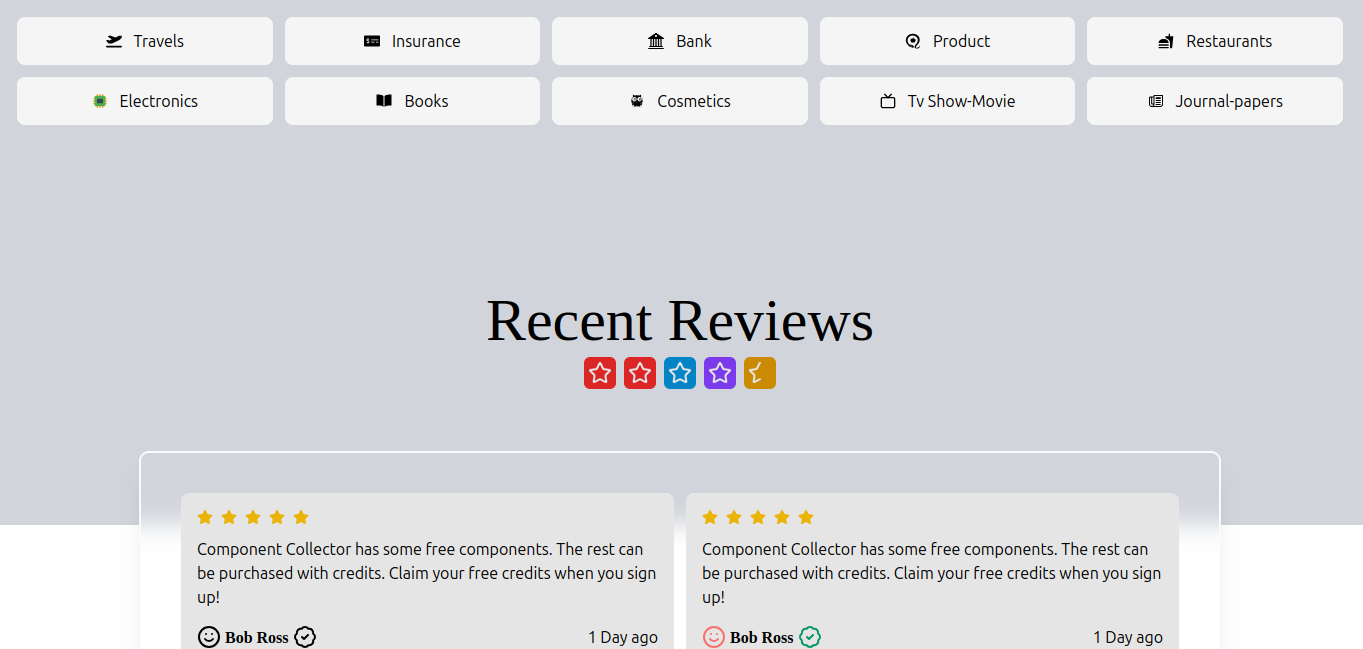 Travels Insurance Bank Product Restaurants
Electronics Books Cosmetics Tv Show-Movie Journal-papers
Recent Reviews
Component Collector has some free components. The rest can
be purchased with credits. Claim your free credits when you sign
up!
Bob Ross 1 Day ago
Component Collector has some free components. The rest can
be purchased with credits. Claim your free credits when you sign
up!
Bob Ross 1 Day ago